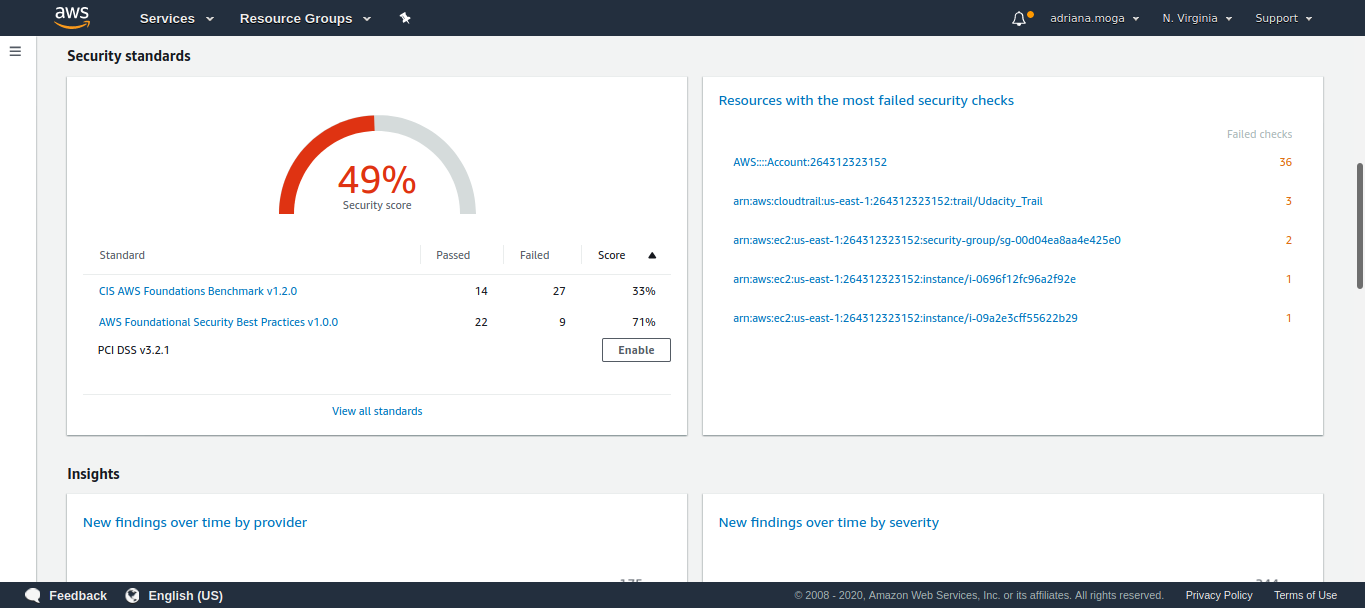 aws Services Resource Groups adriana.moga N. Virginia Support
Security standards
49%
Security score
Standard Passed Failed Score
CIS AWS Foundations Benchmark v1.2.0 14 27 33%
AWS Foundational Security Best Practices v1.0.0 22 9 71%
PCI DSS v3.2.1 Enable
View all standards
Resources with the most failed security checks
Failed checks
AWS::::Account:264312323152 36
arn:aws:cloudtrail:us-east-1:264312323152:trail/Udacity_Trail 3
arn:aws:ec2:us-east-1:264312323152:security-group/sg-00d04ea8aa4e425e0 2
arn:aws:ec2:us-east-1:264312323152:instance/i-0696f12fc96a2f92e 1
arn:aws:ec2:us-east-1:264312323152:instance/i-09a2e3cff55622b29 1
Insights
New findings over time by provider
New findings over time by severity
Feedback English (US) © 2008 - 2020, Amazon Web Services, Inc. or its affiliates. All rights reserved. Privacy Policy Terms of Use